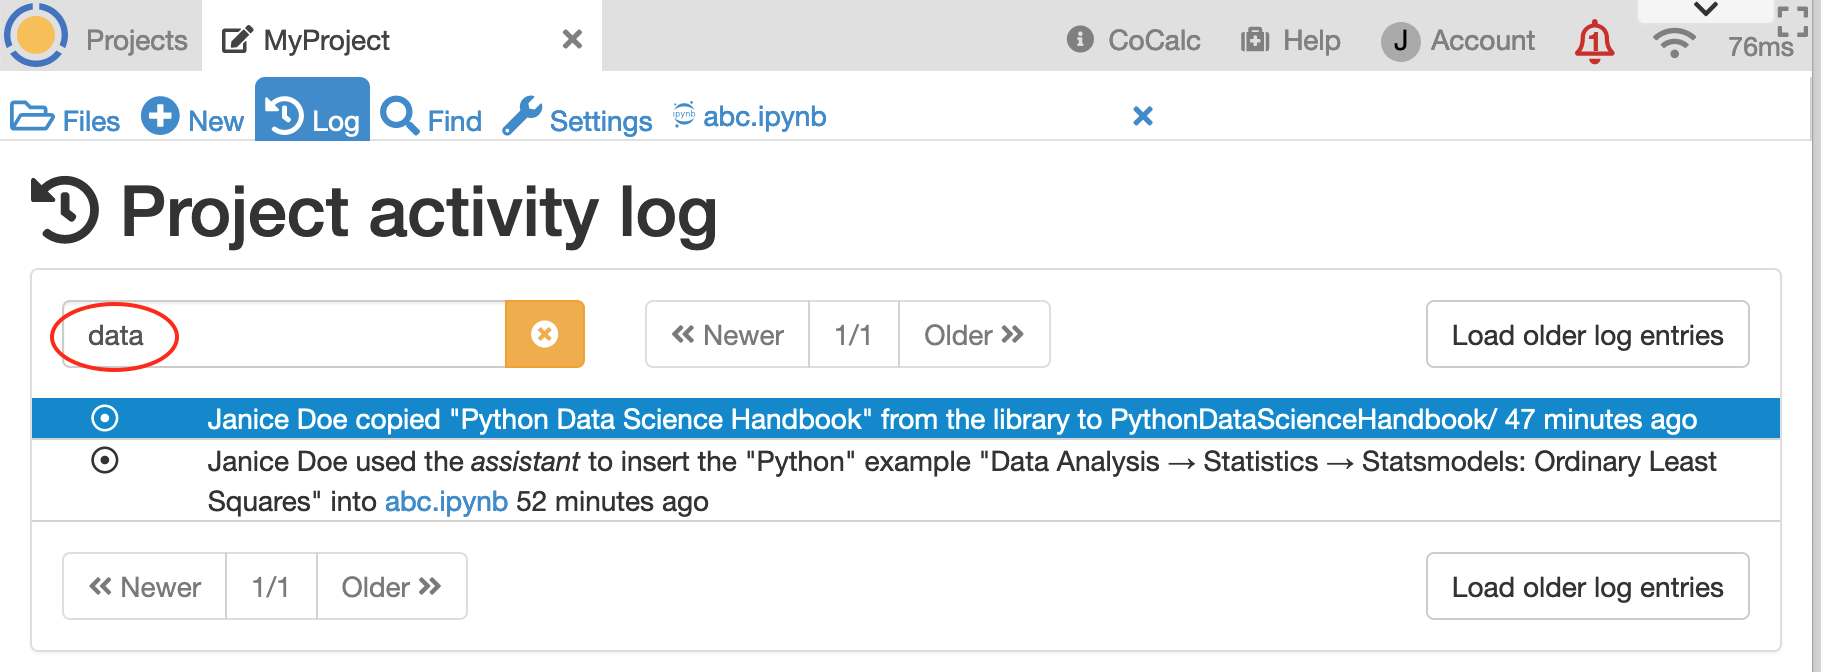 Projects MyProject CoCalc Help J Account 1 76ms
Files New Log Find Settings ipynb abc.ipynb
Project activity log
data Newer 1/1 Older Load older log entries
Janice Doe copied "Python Data Science Handbook" from the library to PythonDataScienceHandbook/ 47 minutes ago
Janice Doe used the assistant to insert the "Python" example "Data Analysis → Statistics → Statsmodels: Ordinary Least
Squares" into abc.ipynb 52 minutes ago
Newer 1/1 Older Load older log entries